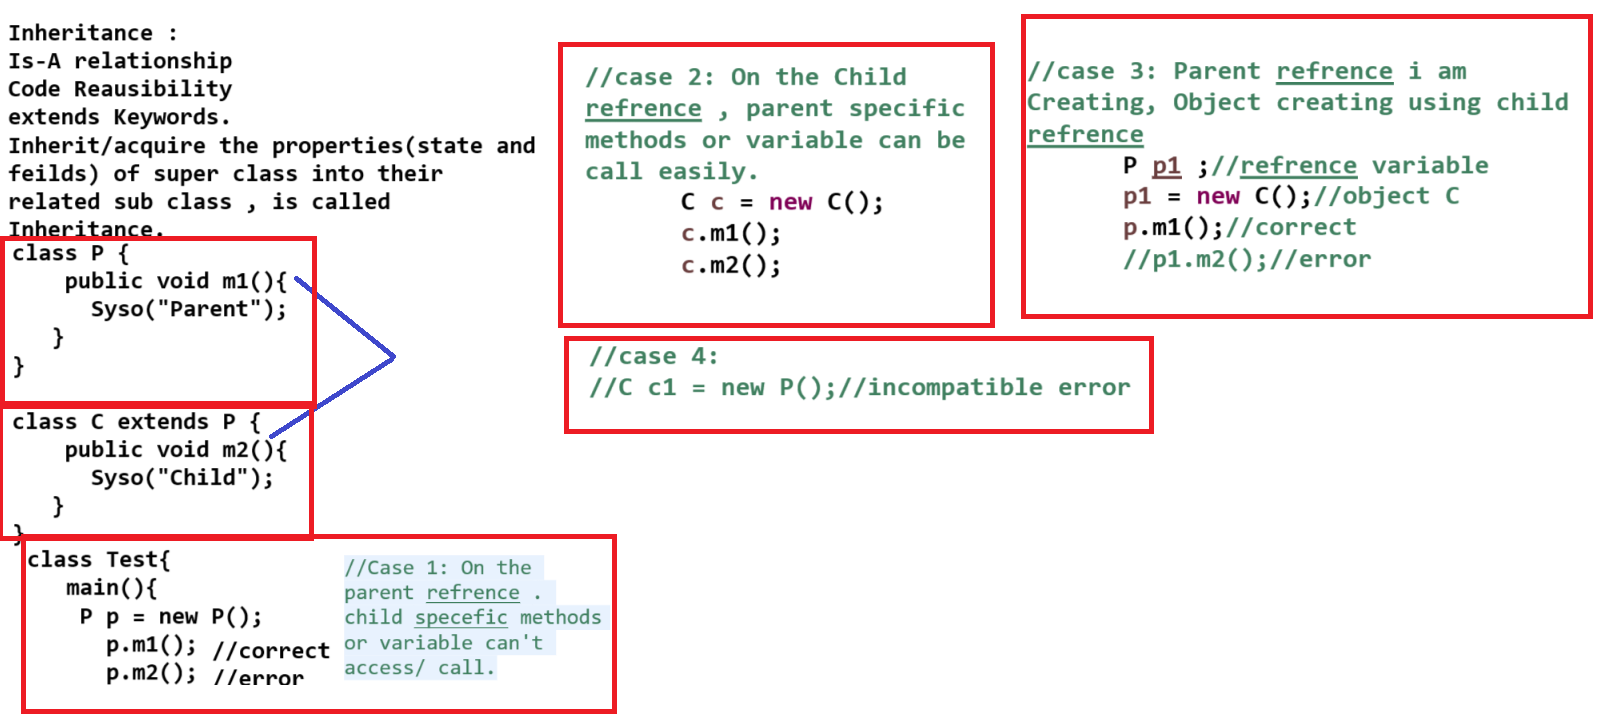 Inheritance :
Is-A relationship
Code Reausibility
extends Keywords.
Inherit/acquire the properties(state and
feilds) of super class into their
related sub class , is called
Inheritance.
class P {
public void m1(){
Syso("Parent");
}
}
class C extends P {
public void m2(){
Syso("Child");
}
}
class Test{
main(){
P p = new P();
p.m1(); //correct
p.m2(); //error
//Case 1: On the
parent refrence .
child specefic methods
or variable can't
access/ call.
//case 2: On the Child
refrence , parent specific
methods or variable can be
call easily.
C c = new C();
c.m1();
c.m2();
//case 3: Parent refrence i am
Creating, Object creating using child
refrence
P p1 ;//refrence variable
p1 = new C();//object C
p.m1();//correct
//p1.m2();//error
//case 4:
//C c1 = new P();//incompatible error